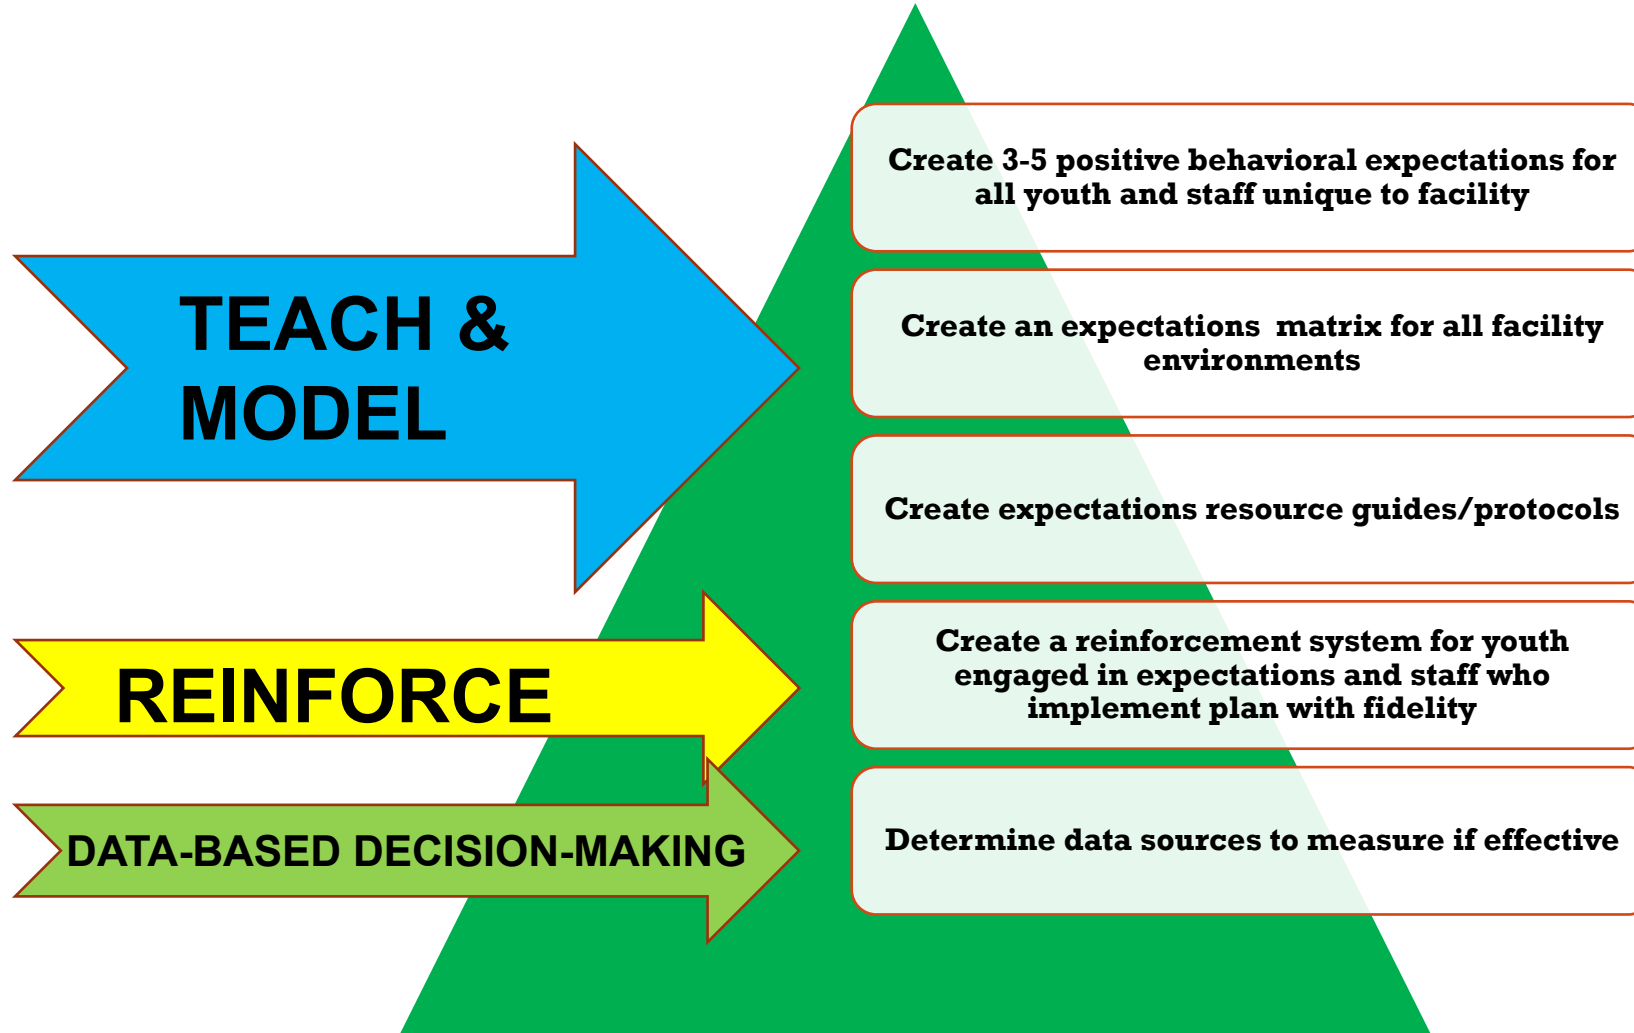 Create 3-5 positive behavioral expectations for
all youth and staff unique to facility
TEACH &
MODEL
Create an expectations  matrix for all facility
environments
Create expectations resource guides/protocols
REINFORCE
Create a reinforcement system for youth
engaged in expectations and staff who
implement plan with fidelity
DATA-BASED DECISION-MAKING
Determine data sources to measure if effective